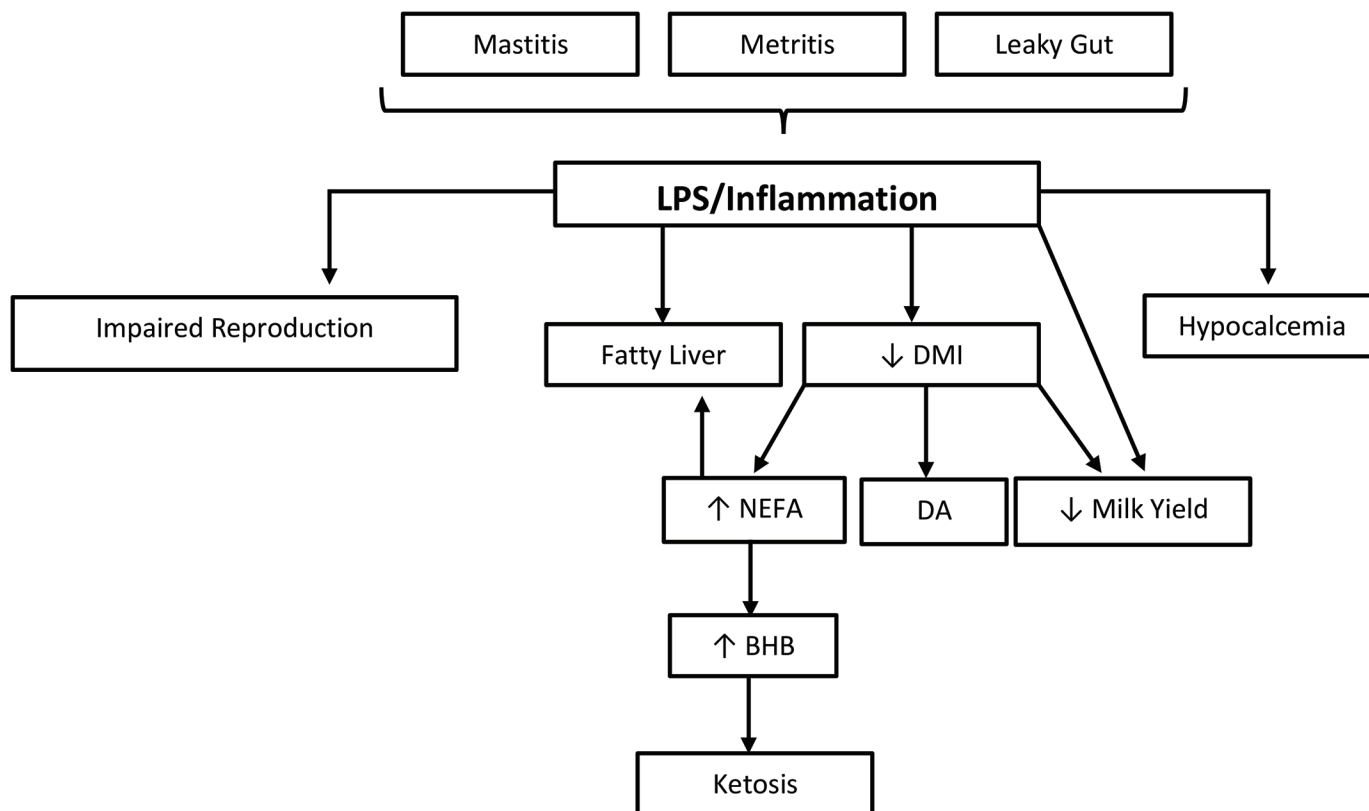 Mastitis
Metritis
Leaky Gut
LPS/Inflammation
Impaired Reproduction
Fatty Liver
↓ DMI
Hypocalcemia
↑ NEFA
DA
↓ Milk Yield
↑ BHB
Ketosis